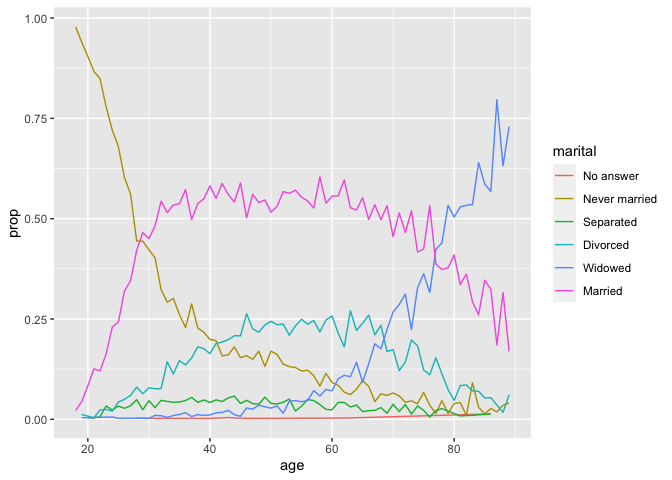 1.00
0.75
0.50
0.25
0.00
prop
20 40 60 80
age
marital
No answer
Never married
Separated
Divorced
Widowed
Married